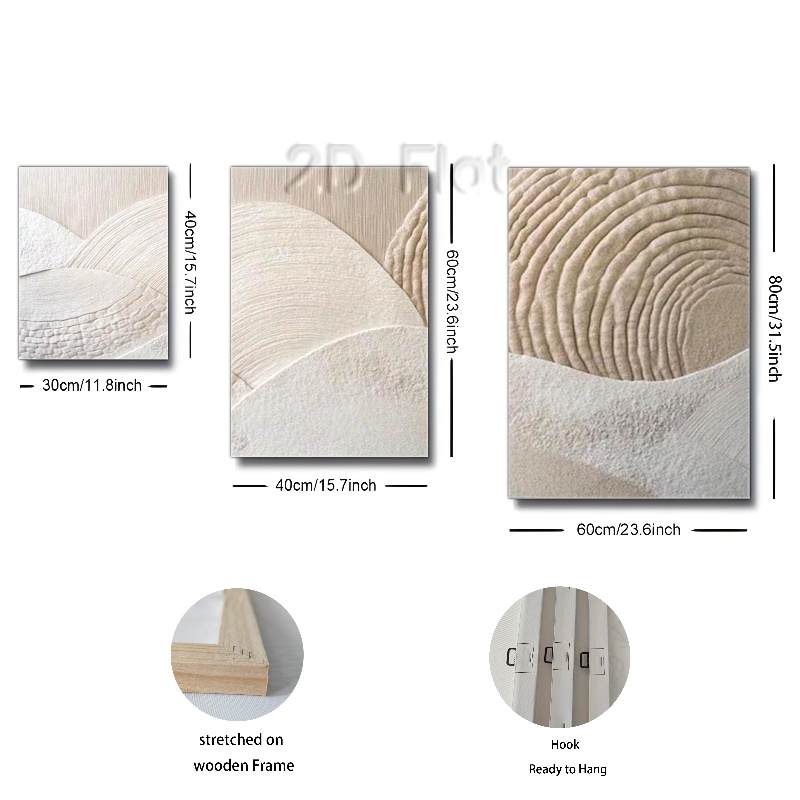 2D Flat
40cm/15.7inch
60cm/23.6inch
80cm/31.5inch
30cm/11.8inch
40cm/15.7inch
60cm/23.6inch
stretched on
wooden Frame
Hook
Ready to Hang